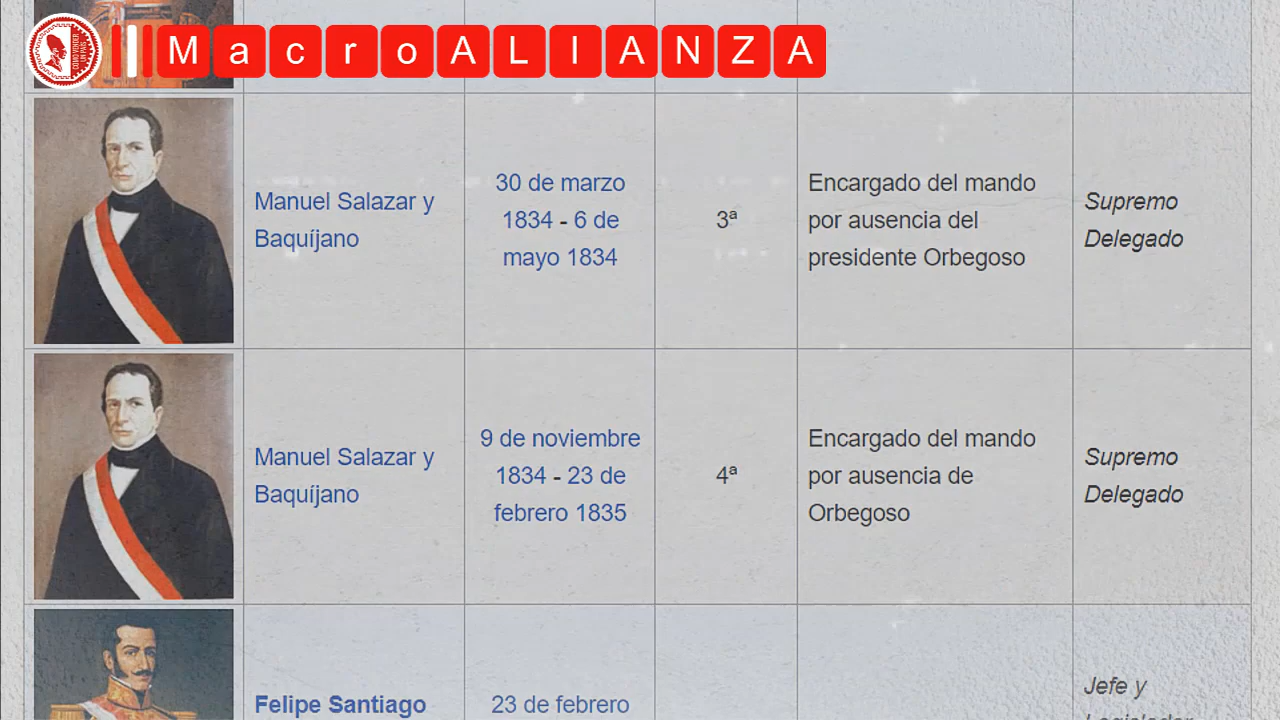 MacroALIANZA
Manuel Salazar y
Baquíjano
30 de marzo
1834 - 6 de
mayo 1834
3ª
Encargado del mando
por ausencia del
presidente Orbegoso
Supremo
Delegado
Manuel Salazar y
Baquíjano
9 de noviembre
1834 - 23 de
febrero 1835
4ª
Encargado del mando
por ausencia de
Orbegoso
Supremo
Delegado
Felipe Santiago
23 de febrero
Jefe y